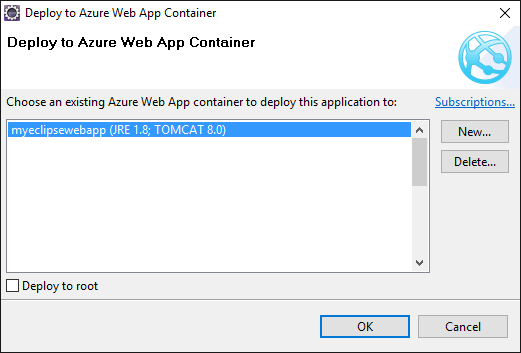 Deploy to Azure Web App Container
Deploy to Azure Web App Container
Choose an existing Azure Web App container to deploy this application to:
Subscriptions...
myeclipsewebapp (JRE 1.8; TOMCAT 8.0)
New...
Delete...
Deploy to root
OK
Cancel